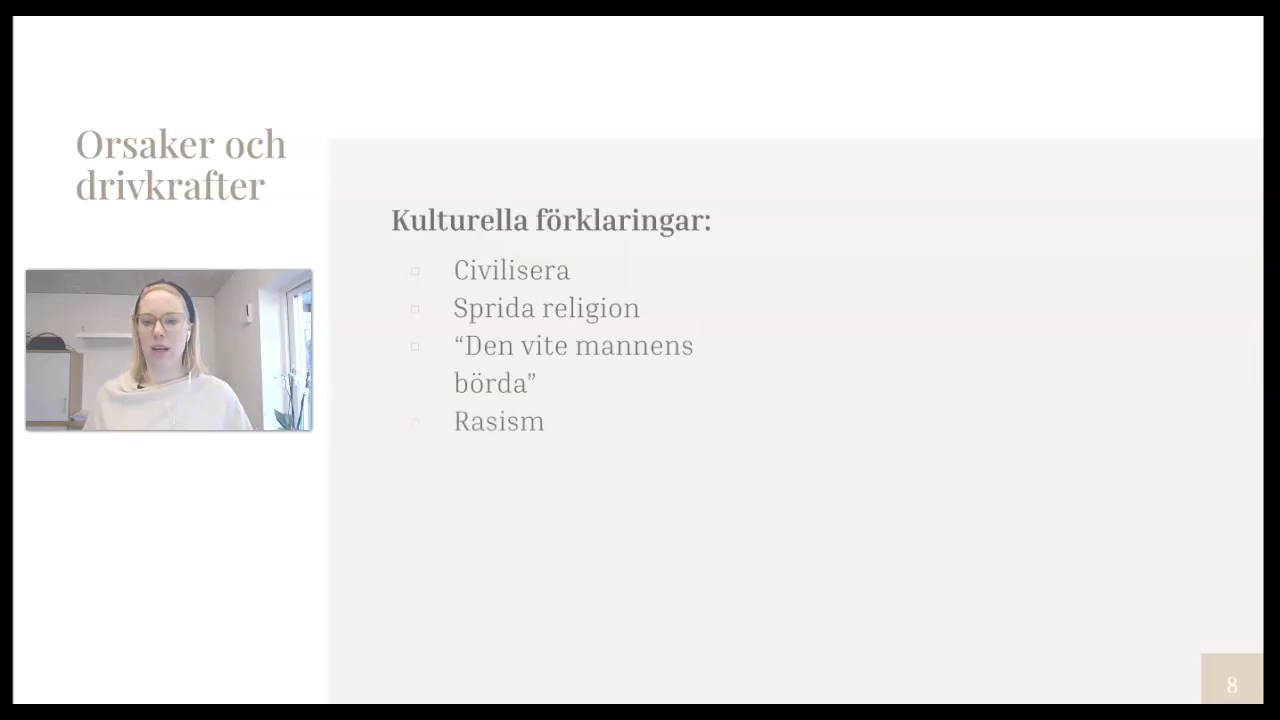 Orsaker och
drivkrafter
Kulturella förklaringar:
Civilisera
Sprida religion
“Den vite mannens
börda”
Rasism
8